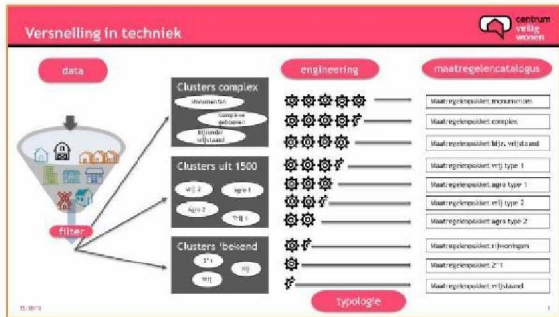 Versnelling in techniek
centrum
veilig
wonen
data
engineering
maatregelencatalogus
Clusters complex
Monumenten
Complexe
gebouwen
Bijzonder
vrijstaand
Clusters uit 1500
Vrij 2
Agro 1
Agro 2
Vrij 1
Clusters 'bekend
2^1
Rij
Vrij
filter
Maatregelenpakket monumenten
Maatregelenpakket complex
Maatregelenpakket bijz. vrijstaand
Maatregelenpakket vrij type 1
Maatregelenpakket agro type 1
Maatregelenpakket vrij type 2
Maatregelenpakket agro type 2
Maatregelenpakket rijwoningen
Maatregelenpakket 2^1
Maatregelenpakket vrijstaand
typologie